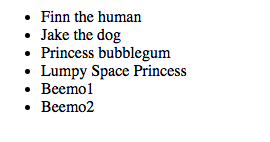 • Finn the human
• Jake the dog
• Princess bubblegum
• Lumpy Space Princess
• Beemo1
• Beemo2